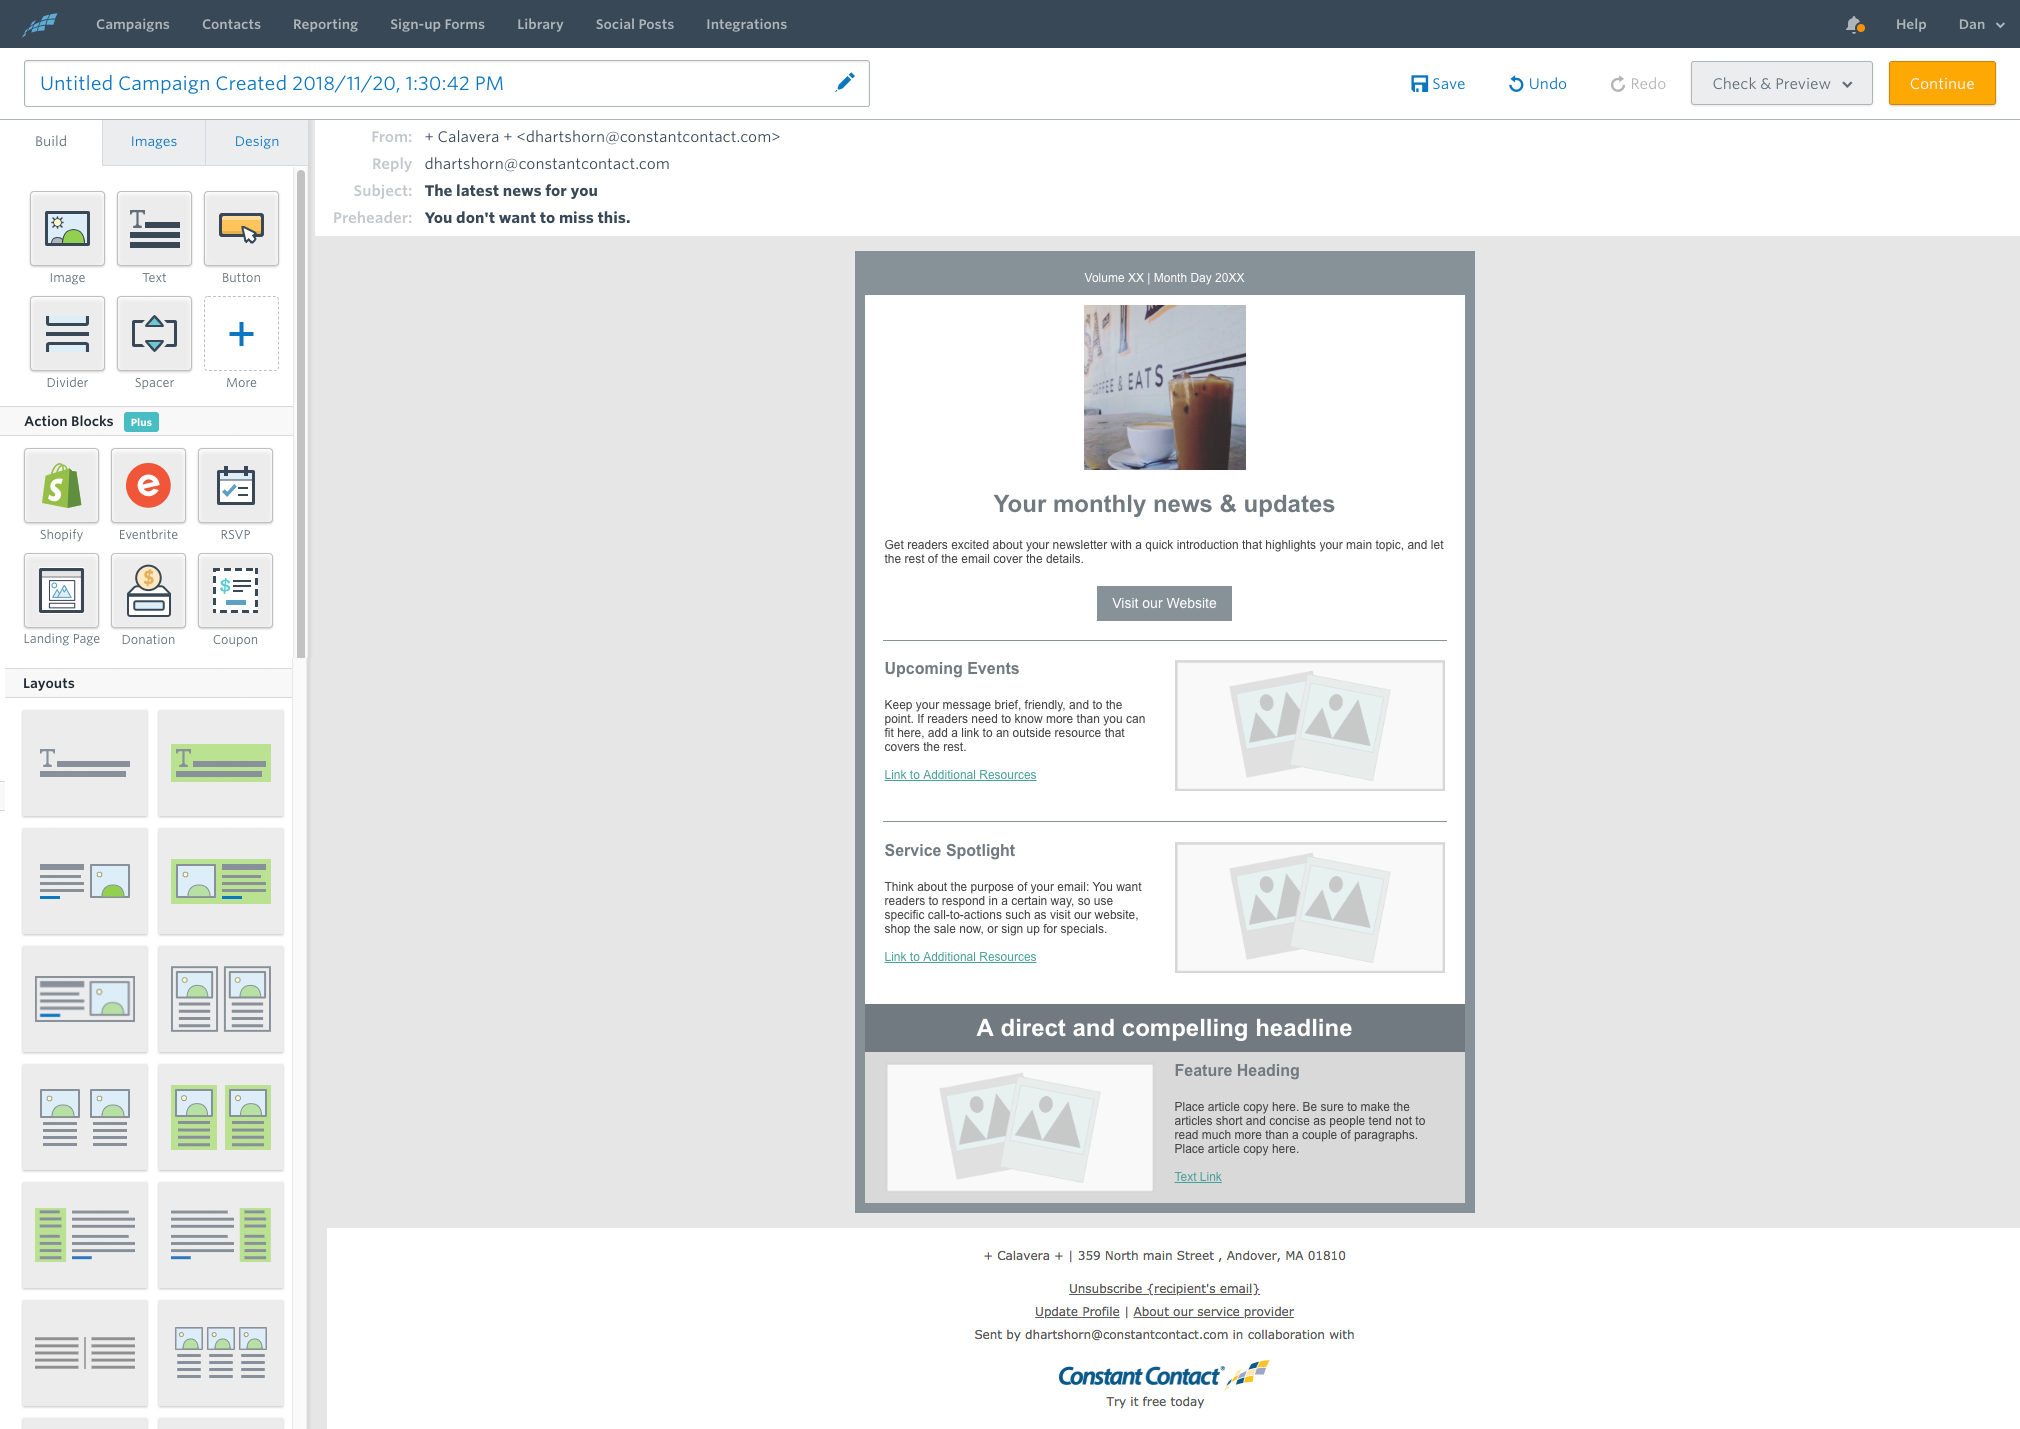 Campaigns Contacts Reporting Sign-up Forms Library Social Posts Integrations Help Dan
Untitled Campaign Created 2018/11/20, 1:30:42 PM
Save Undo Redo Check & Preview Continue
Build Images Design
Image Text Button
Divider Spacer More
Action Blocks Plus
Shopify Eventbrite RSVP
Landing Page Donation Coupon
Layouts
From: + Calavera + <dhartshorn@constantcontact.com>
Reply dhartshorn@constantcontact.com
Subject: The latest news for you
Preheader: You don't want to miss this.
Volume XX | Month Day 20XX
COFFEE & EATS
Your monthly news & updates
Get readers excited about your newsletter with a quick introduction that highlights your main topic, and let
the rest of the email cover the details.
Visit our Website
Upcoming Events
Keep your message brief, friendly, and to the
point. If readers need to know more than you can
fit here, add a link to an outside resource that
covers the rest.
Link to Additional Resources
Service Spotlight
Think about the purpose of your email: You want
readers to respond in a certain way, so use
specific call-to-actions such as visit our website,
shop the sale now, or sign up for specials.
Link to Additional Resources
A direct and compelling headline
Feature Heading
Place article copy here. Be sure to make the
articles short and concise as people tend not to
read much more than a couple of paragraphs.
Place article copy here.
Text Link
+ Calavera + | 359 North main Street , Andover, MA 01810
Unsubscribe {recipient's email}
Update Profile | About our service provider
Sent by dhartshorn@constantcontact.com in collaboration with
Constant Contact®
Try it free today